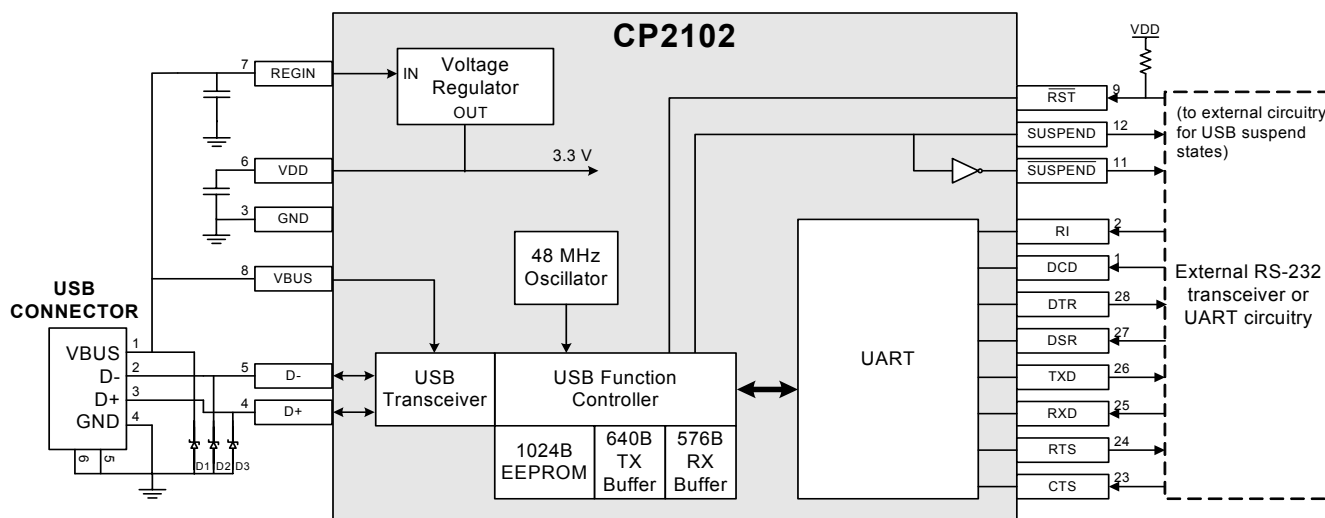 CP2102
7
REGIN
IN
Voltage
Regulator
OUT
6
VDD
3.3 V
3
GND
8
VBUS
48 MHz
Oscillator
USB
CONNECTOR
VBUS
1
D-
2
D+
3
GND
4
6
5
D1
D2
D3
5
D-
4
D+
USB
Transceiver
USB Function
Controller
1024B
EEPROM
640B
TX
Buffer
576B
RX
Buffer
UART
VDD
RST
9
SUSPEND
12
SUSPEND
11
RI
2
DCD
1
DTR
28
DSR
27
TXD
26
RXD
25
RTS
24
CTS
23
(to external circuitry
for USB suspend
states)
External RS-232
transceiver or
UART circuitry